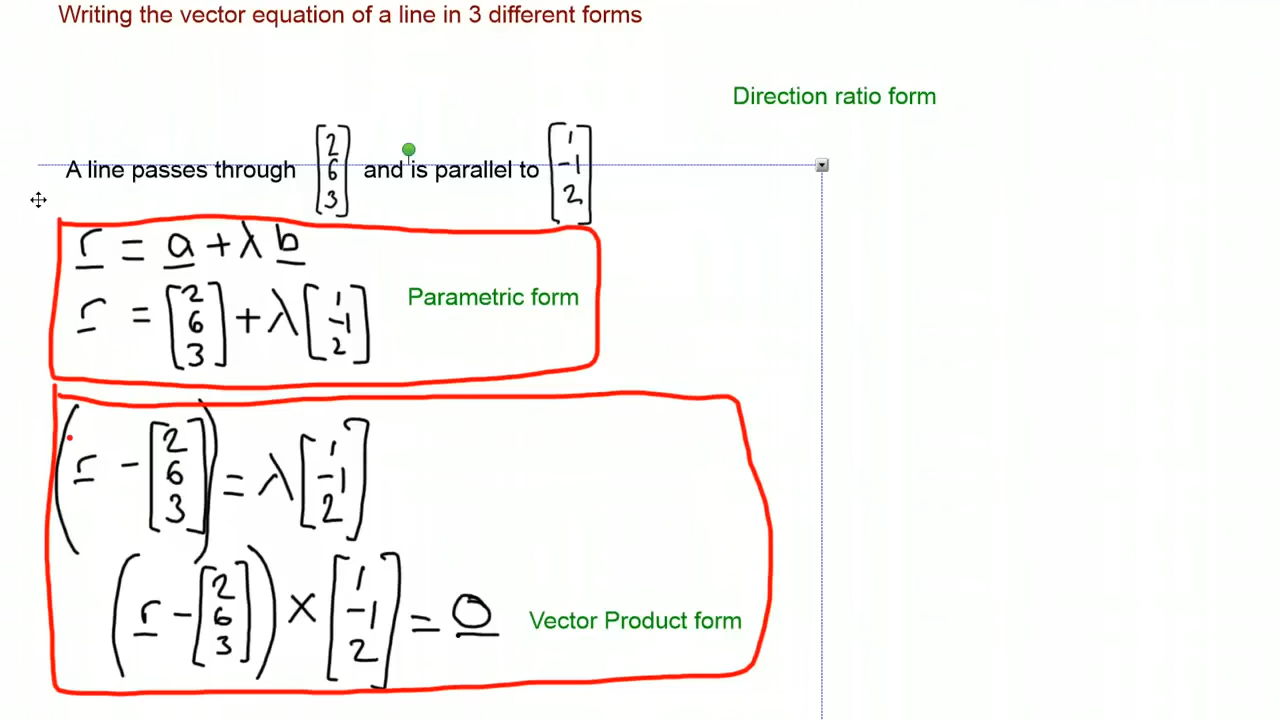 Writing the vector equation of a line in 3 different forms
Direction ratio form
A line passes through [2 6 3] and is parallel to [1 -1 2]
r = a + λ b
r = [2 6 3] + λ [1 -1 2]
Parametric form
(r - [2 6 3]) = λ [1 -1 2]
(r - [2 6 3]) × [1 -1 2] = 0
Vector Product form